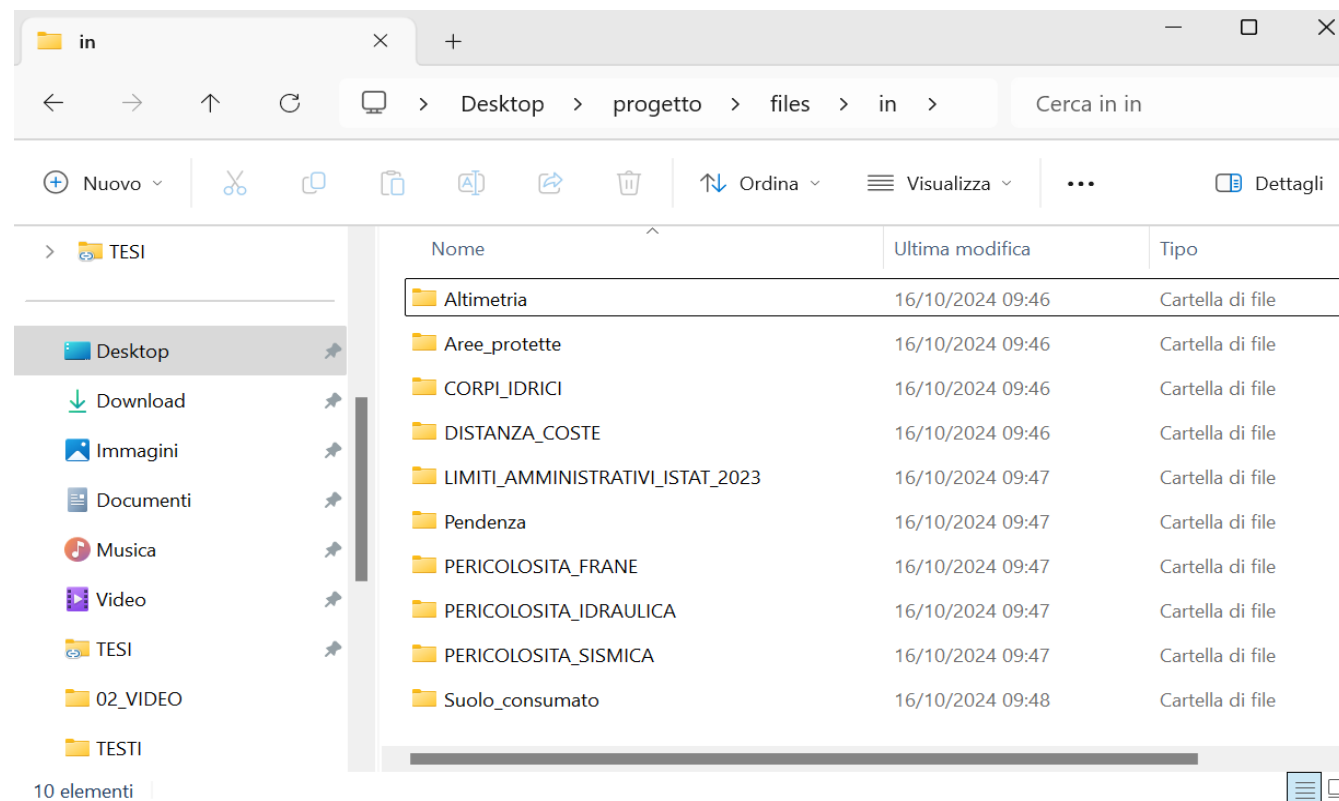 in
Desktop > progetto > files > in > Cerca in in
Nuovo Ordina Visualizza ... Dettagli
TESI
Desktop
Download
Immagini
Documenti
Musica
Video
TESI
02_VIDEO
TESTI
Nome Ultima modifica Tipo
Altimetria 16/10/2024 09:46 Cartella di file
Aree_protette 16/10/2024 09:46 Cartella di file
CORPI_IDRICI 16/10/2024 09:46 Cartella di file
DISTANZA_COSTE 16/10/2024 09:46 Cartella di file
LIMITI_AMMINISTRATIVI_ISTAT_2023 16/10/2024 09:47 Cartella di file
Pendenza 16/10/2024 09:47 Cartella di file
PERICOLOSITA_FRANE 16/10/2024 09:47 Cartella di file
PERICOLOSITA_IDRAULICA 16/10/2024 09:47 Cartella di file
PERICOLOSITA_SISMICA 16/10/2024 09:47 Cartella di file
Suolo_consumato 16/10/2024 09:48 Cartella di file
10 elementi